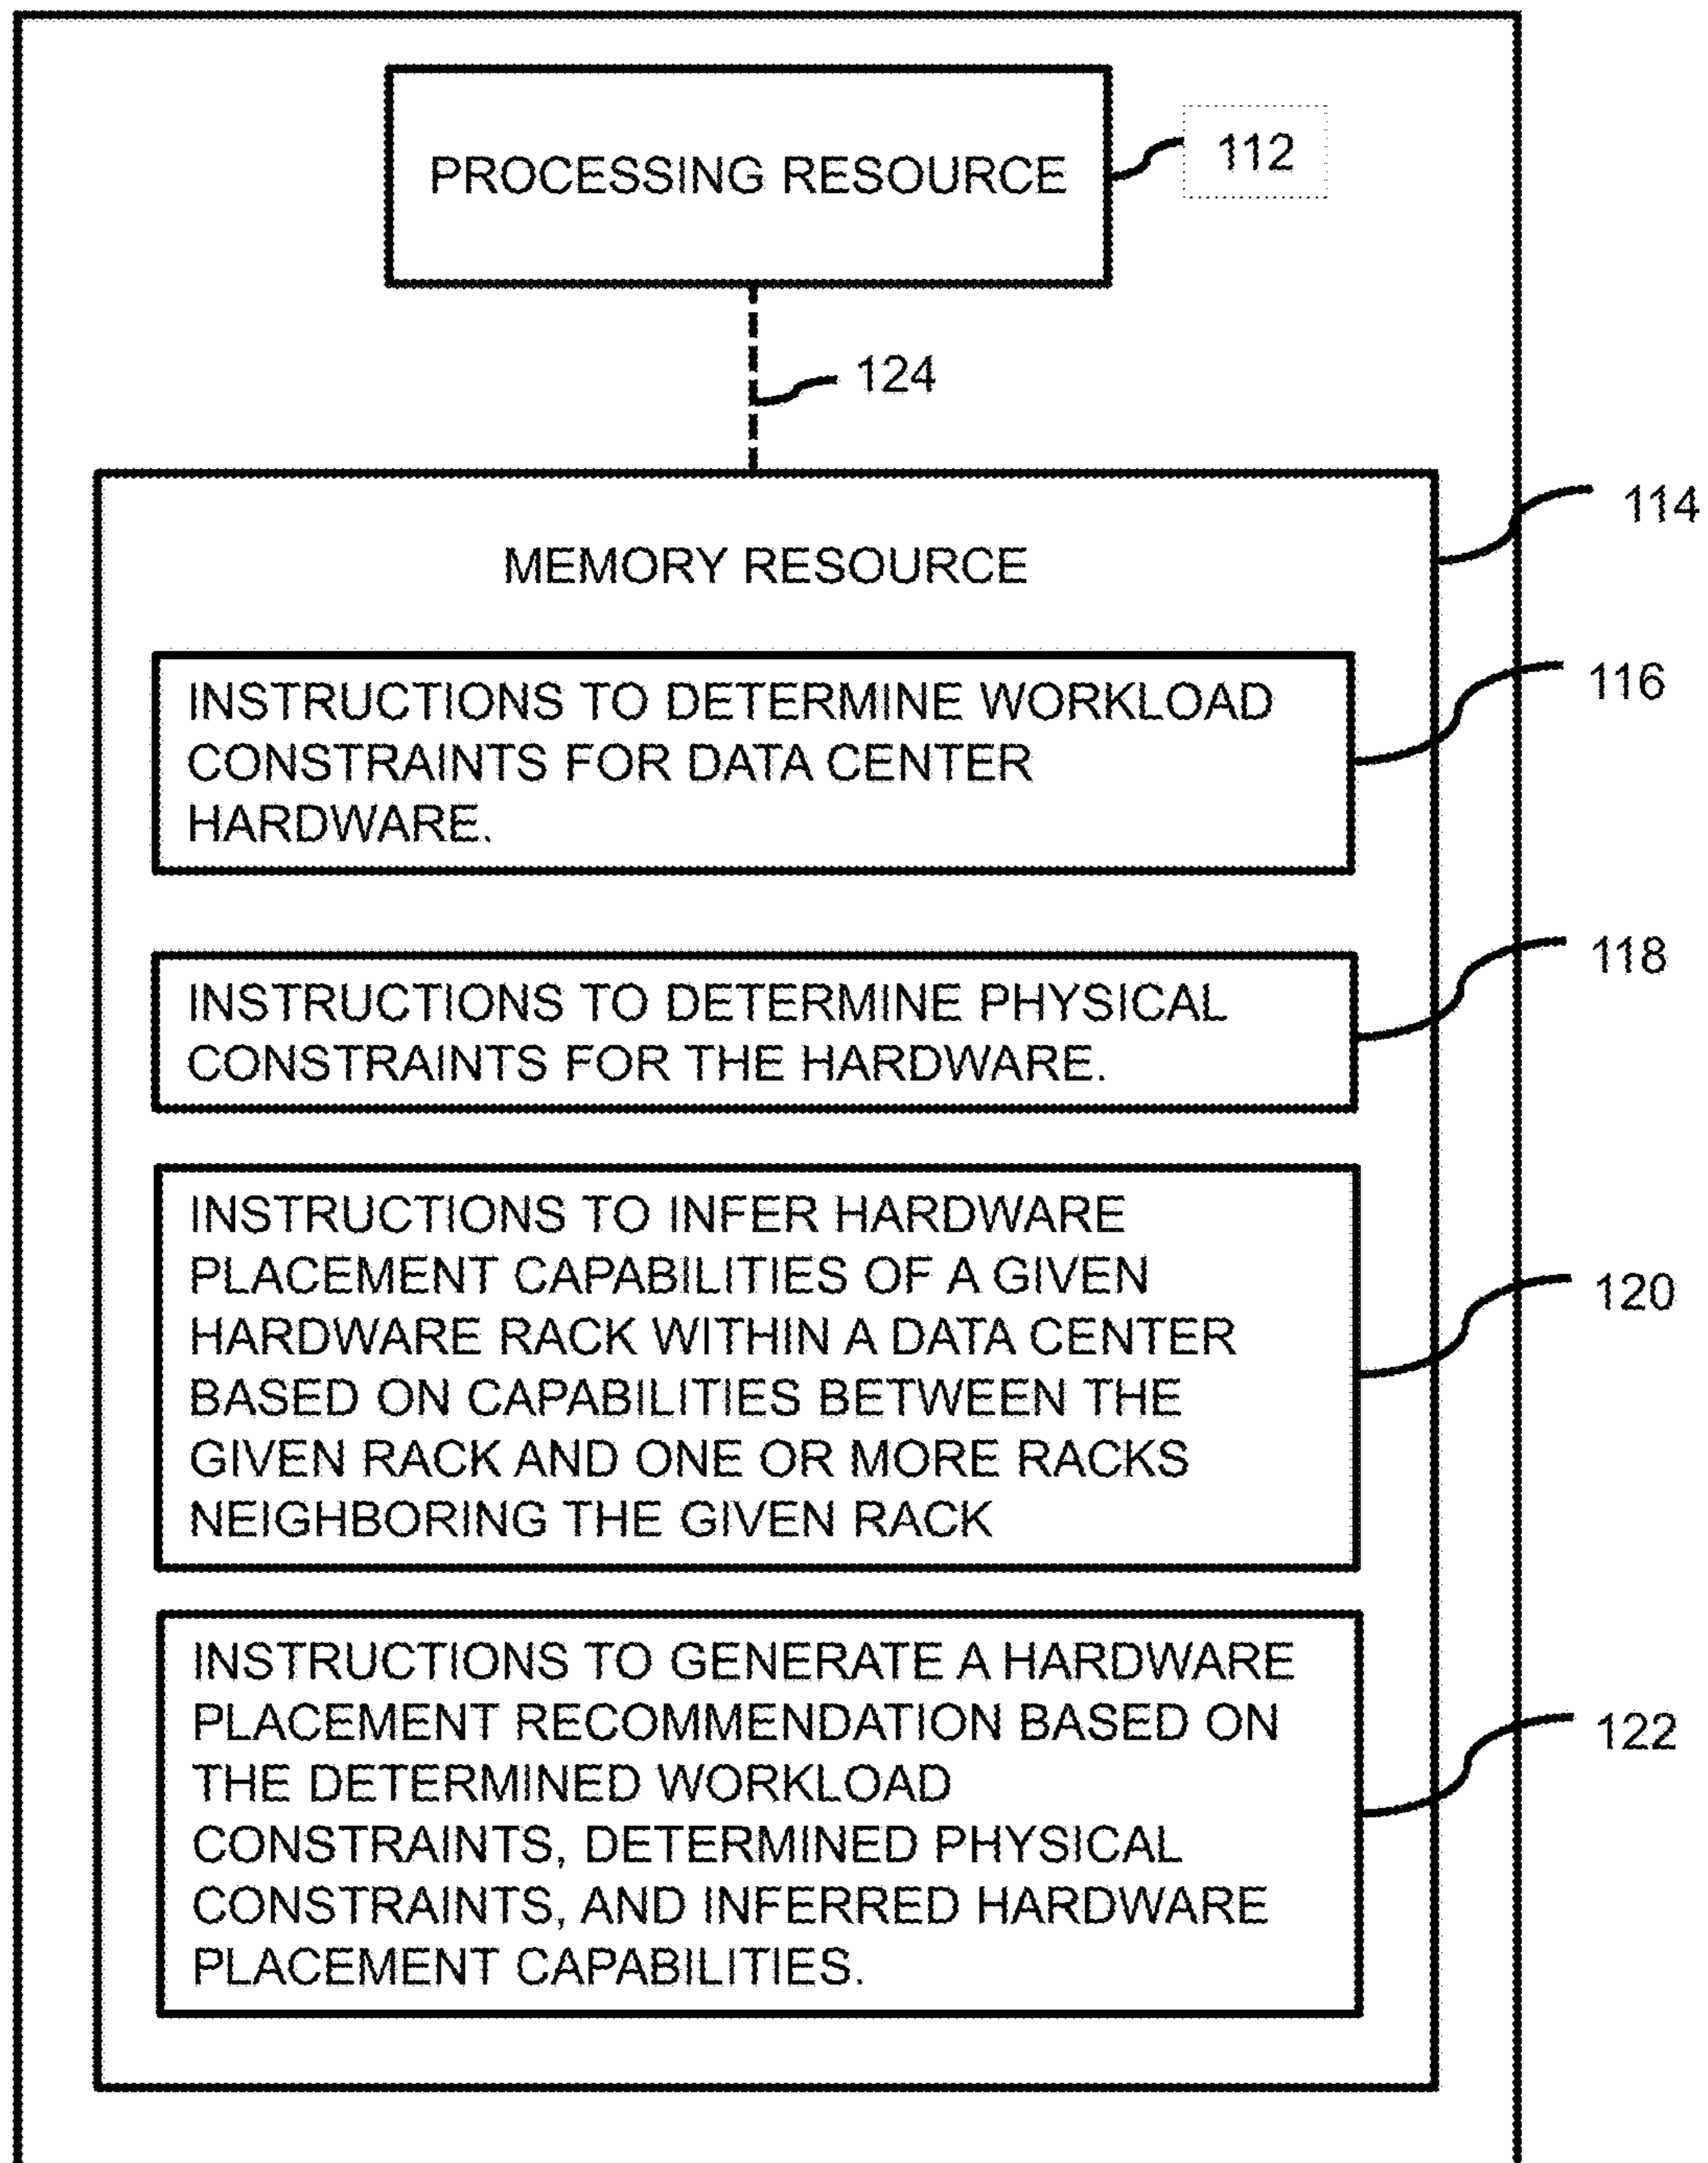 PROCESSING RESOURCE
112
124
114
MEMORY RESOURCE
INSTRUCTIONS TO DETERMINE WORKLOAD
CONSTRAINTS FOR DATA CENTER
HARDWARE.
116
INSTRUCTIONS TO DETERMINE PHYSICAL
CONSTRAINTS FOR THE HARDWARE.
118
INSTRUCTIONS TO INFER HARDWARE
PLACEMENT CAPABILITIES OF A GIVEN
HARDWARE RACK WITHIN A DATA CENTER
BASED ON CAPABILITIES BETWEEN THE
GIVEN RACK AND ONE OR MORE RACKS
NEIGHBORING THE GIVEN RACK
120
INSTRUCTIONS TO GENERATE A HARDWARE
PLACEMENT RECOMMENDATION BASED ON
THE DETERMINED WORKLOAD
CONSTRAINTS, DETERMINED PHYSICAL
CONSTRAINTS, AND INFERRED HARDWARE
PLACEMENT CAPABILITIES.
122